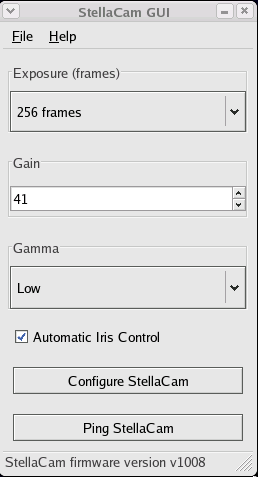 StellaCam GUI
File Help
Exposure (frames)
256 frames
Gain
41
Gamma
Low
Automatic Iris Control
Configure StellaCam
Ping StellaCam
StellaCam firmware version v1008